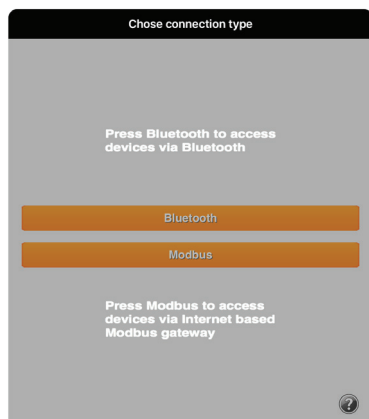 Chose connection type
Press Bluetooth to access
devices via Bluetooth
Bluetooth
Modbus
Press Modbus to access
devices via Internet based
Modbus gateway
?